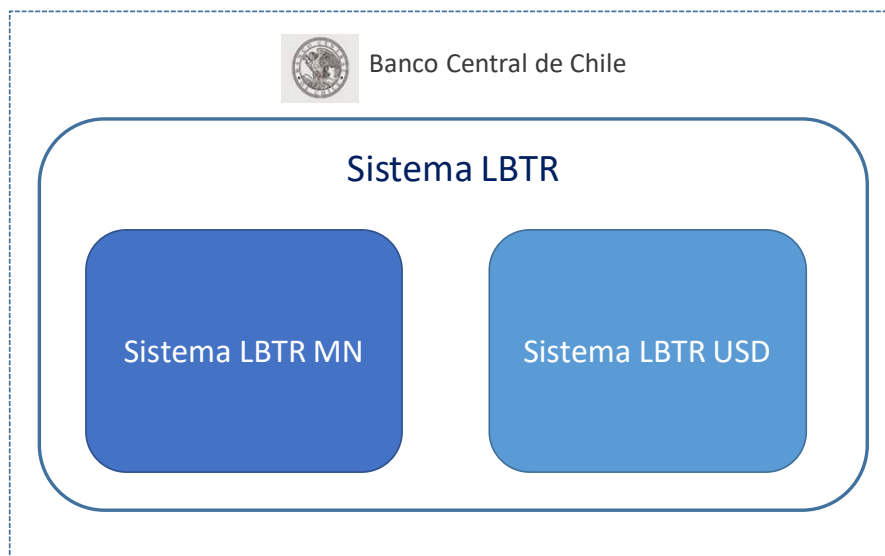 Banco Central de Chile
Sistema LBTR
Sistema LBTR MN
Sistema LBTR USD